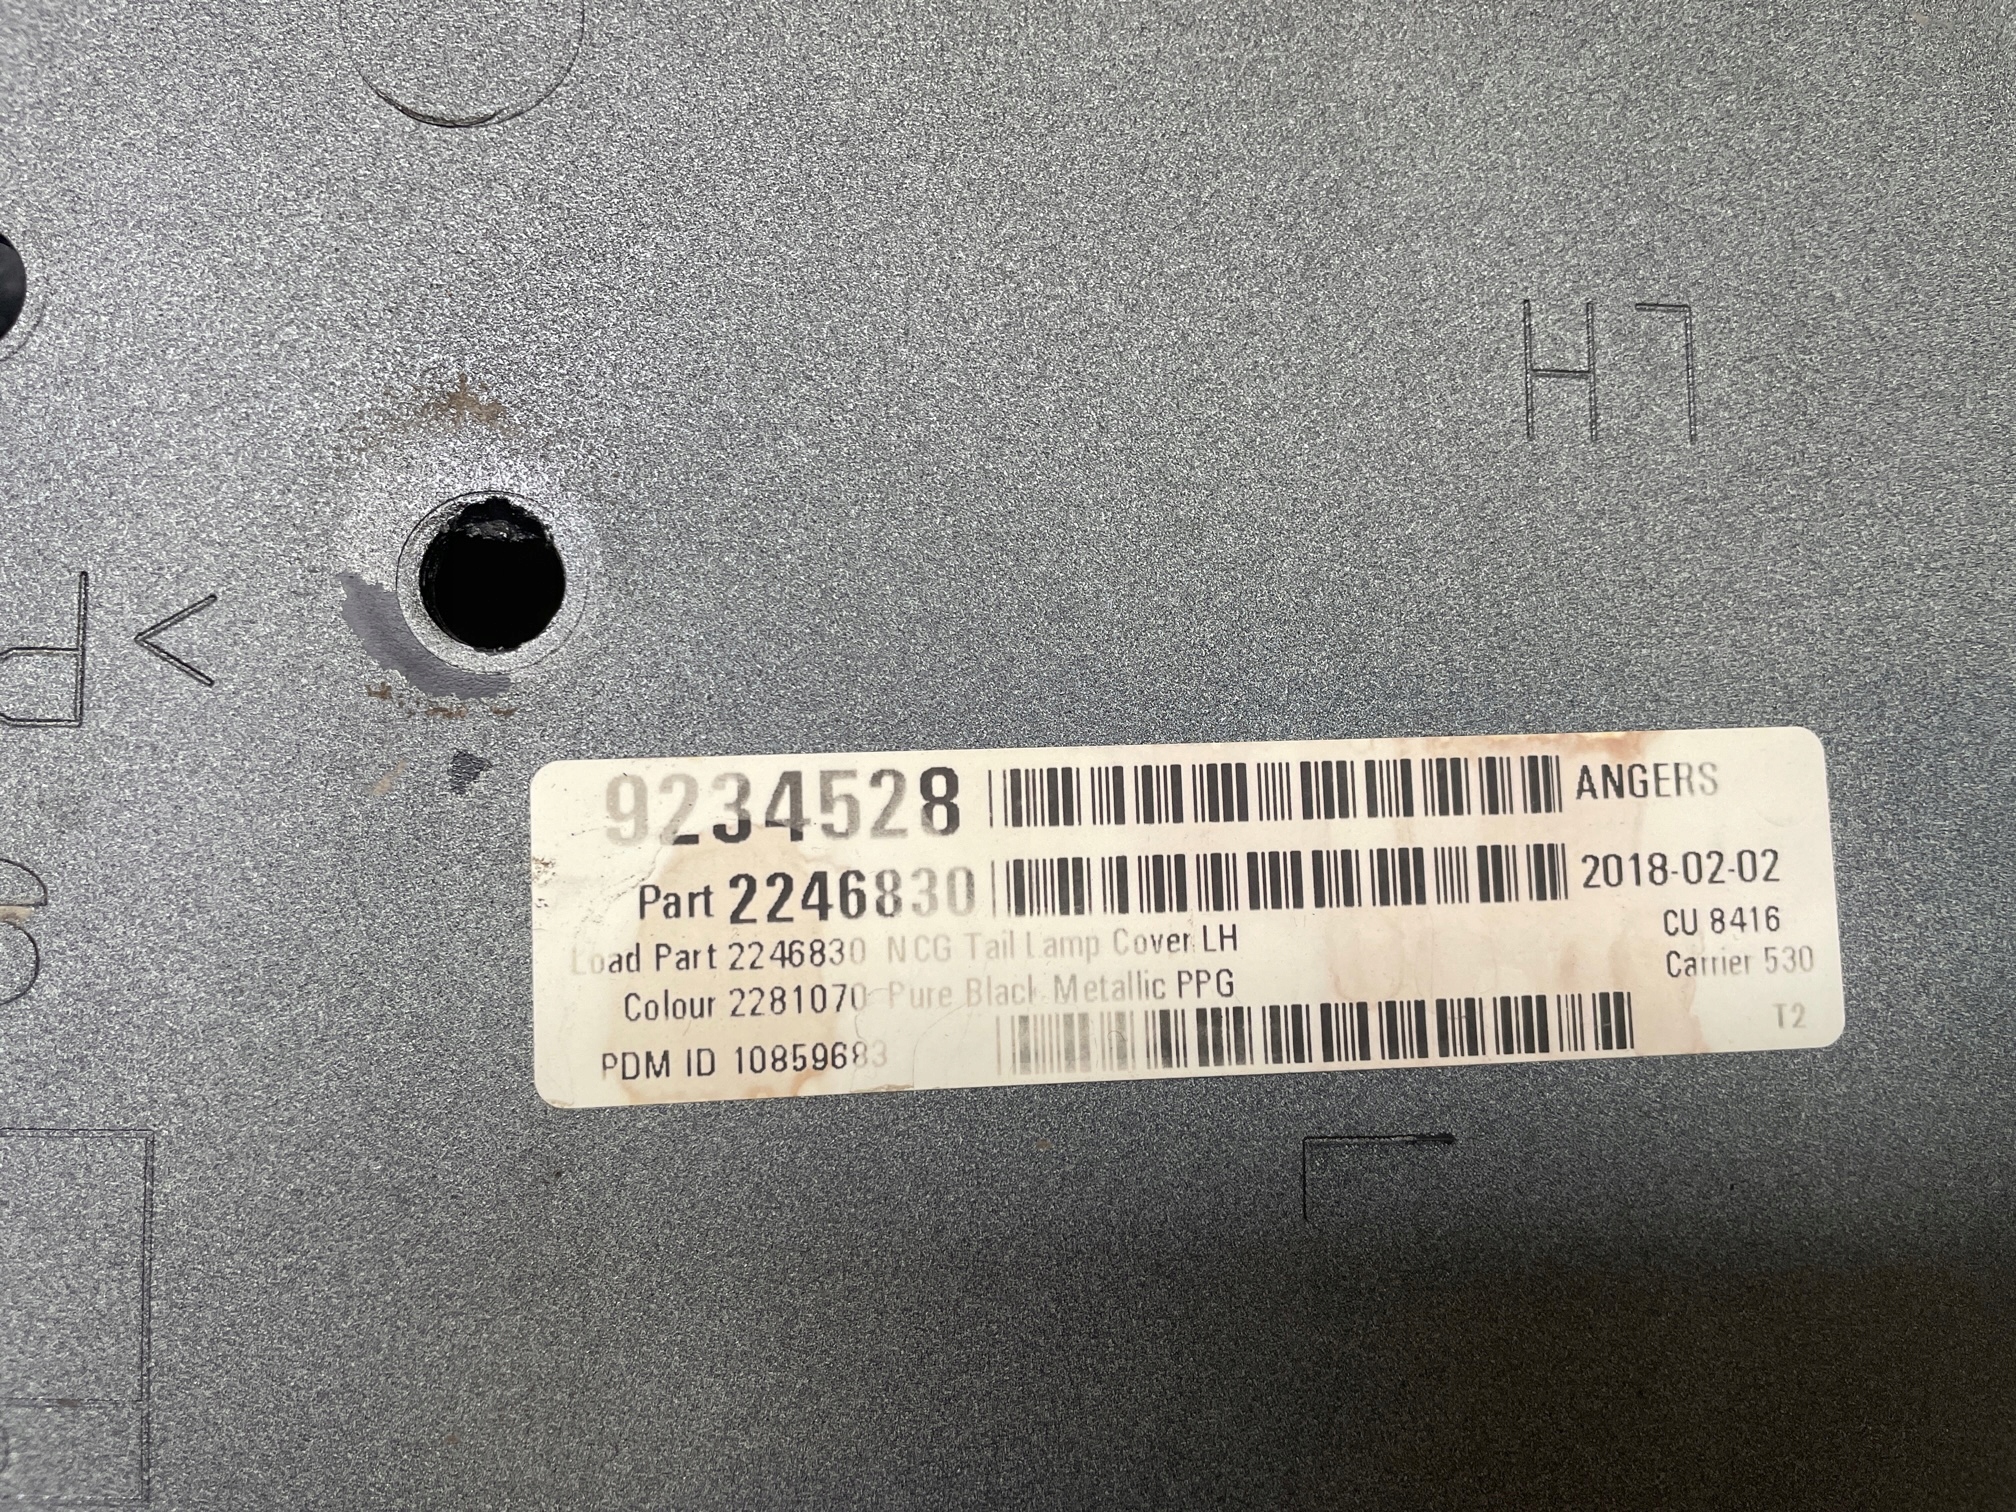 LH
9234528 ANGERS
Part 2246830 2018-02-02
Load Part 2246830 NCG Tail Lamp Cover LH CU 8416
Colour 2281070 Pure Black Metallic PPG Carrier 530
PDM ID 10859683 T2